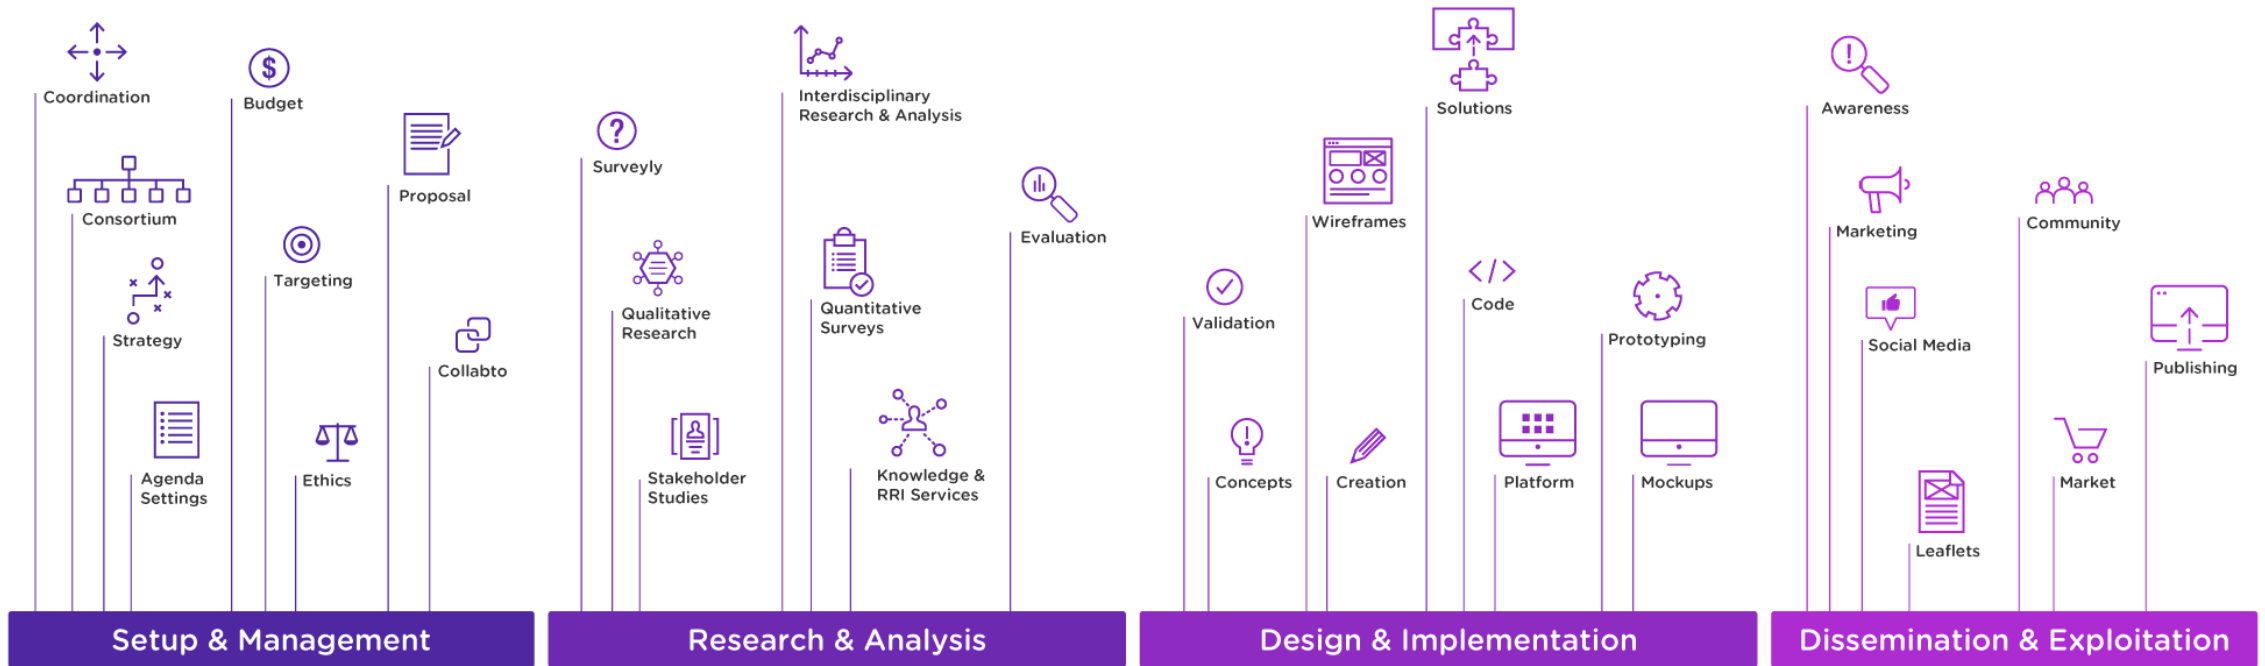 Coordination
Consortium
Strategy
Agenda
Settings
$
Budget
Targeting
Ethics
Proposal
Collabto
Setup & Management
?
Surveyly
Qualitative
Research
Stakeholder
Studies
Interdisciplinary
Research & Analysis
Quantitative
Surveys
Knowledge &
RRI Services
Evaluation
Research & Analysis
Validation
!
Concepts
Wireframes
Creation
Solutions
</>
Code
Platform
Prototyping
Mockups
Design & Implementation
!
Awareness
Marketing
Social Media
Leaflets
Community
Market
Publishing
Dissemination & Exploitation